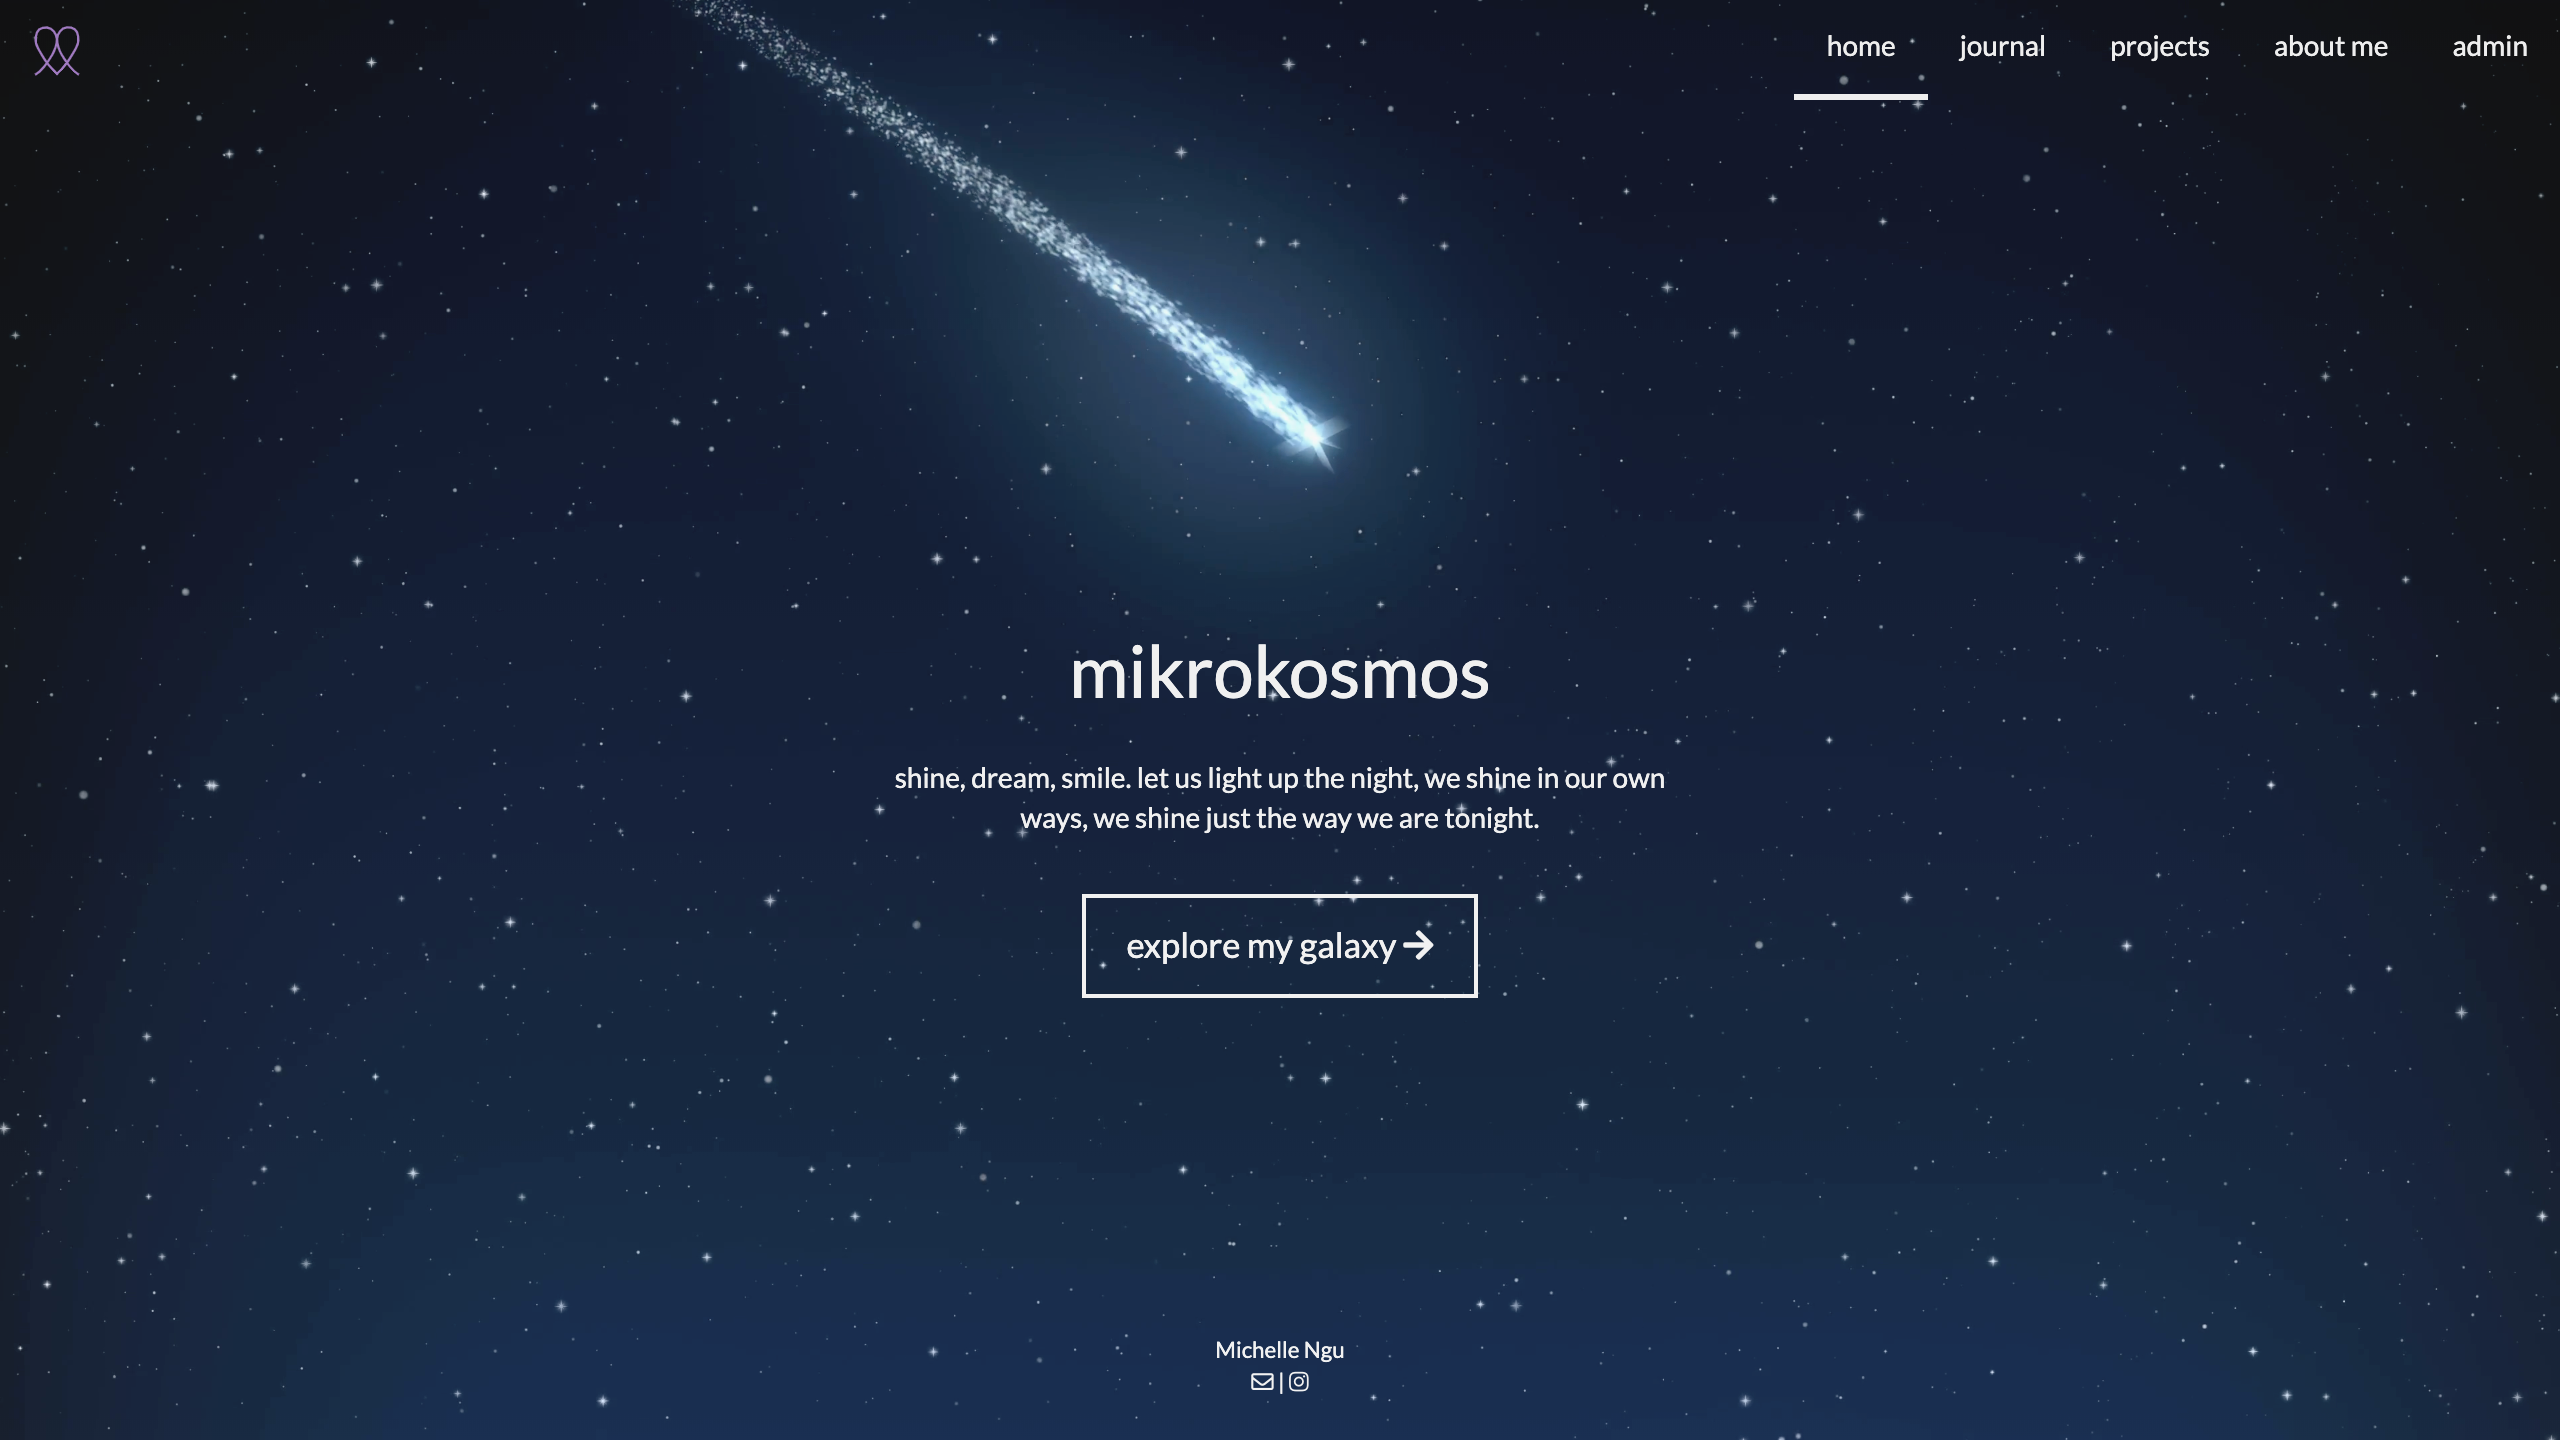 home journal projects about me admin
mikrokosmos
shine, dream, smile. let us light up the night, we shine in our own
ways, we shine just the way we are tonight.
explore my galaxy
Michelle Ngu
|